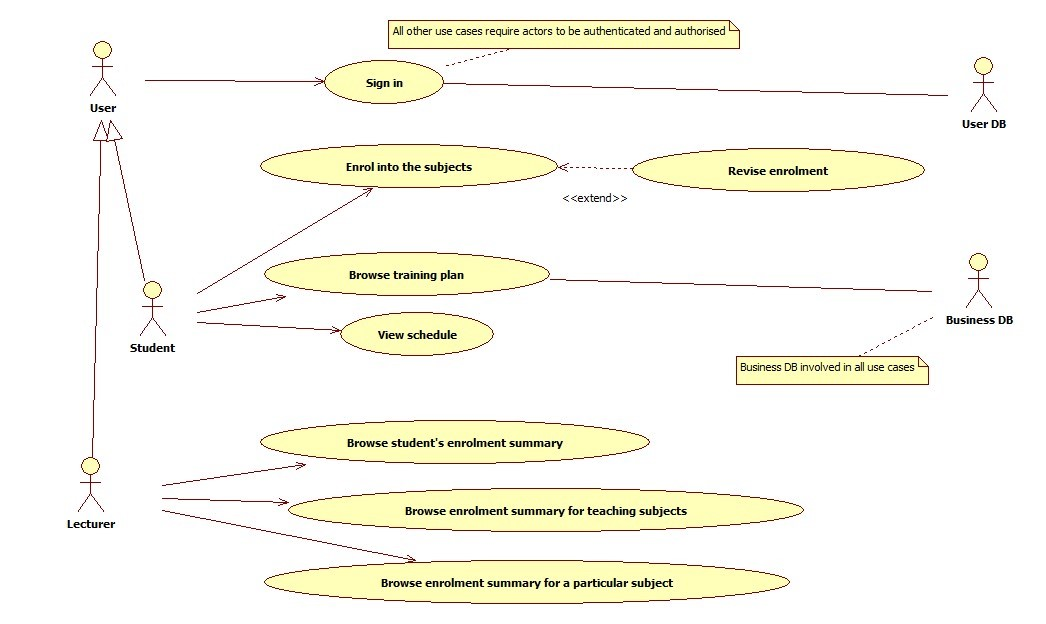 All other use cases require actors to be authenticated and authorised
Sign in
User
User DB
Enrol into the subjects
Revise enrolment
<<extend>>
Browse training plan
Business DB
View schedule
Student
Business DB involved in all use cases
Browse student's enrolment summary
Browse enrolment summary for teaching subjects
Lecturer
Browse enrolment summary for a particular subject